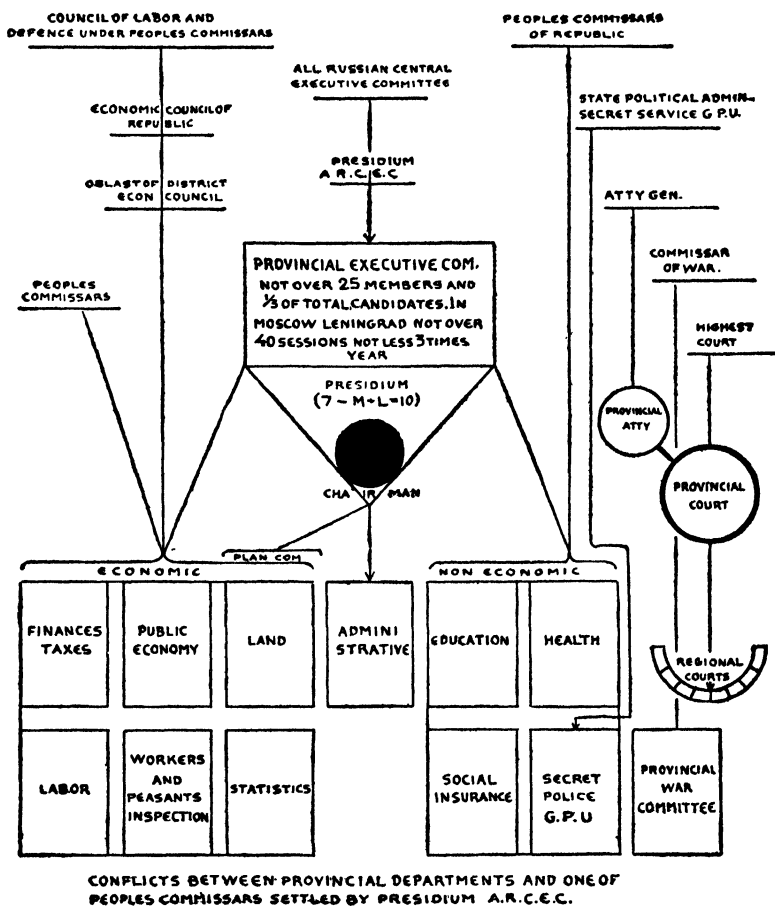 COUNCIL OF LABOR AND
DEFENCE UNDER PEOPLES COMMISSARS
PEOPLES COMMISSARS
OF REPUBLIC
ALL RUSSIAN CENTRAL
EXECUTIVE COMMITTEE
ECONOMIC COUNCIL OF
REPUBLIC
STATE POLITICAL ADMIN-
SECRET SERVICE G.P.U.
PRESIDIUM
A R.C.E.C
OBLAST OF DISTRICT
ECON COUNCIL
ATTY GEN.
PEOPLES
COMMISSARS
PROVINCIAL EXECUTIVE COM.
NOT OVER 25 MEMBERS AND
⅓ OF TOTAL, CANDIDATES. IN
MOSCOW LENINGRAD NOT OVER
40 SESSIONS NOT LESS 3 TIMES
YEAR
COMMISSAR
OF WAR.
HIGHEST
COURT
PRESIDIUM
(7 – M+L=10)
CHAIRMAN
PROVINCIAL
ATTY
PROVINCIAL
COURT
PLAN COM
ECONOMIC
NON ECONOMIC
FINANCES
TAXES
PUBLIC
ECONOMY
LAND
ADMINI
STRATIVE
EDUCATION
HEALTH
REGIONAL
COURTS
LABOR
WORKERS
AND
PEASANTS
INSPECTION
STATISTICS
SOCIAL
INSURANCE
SECRET
POLICE
G.P.U
PROVINCIAL
WAR
COMMITTEE
CONFLICTS BETWEEN PROVINCIAL DEPARTMENTS AND ONE OF
PEOPLES COMMISSARS SETTLED BY PRESIDIUM A.R.C.E.C.